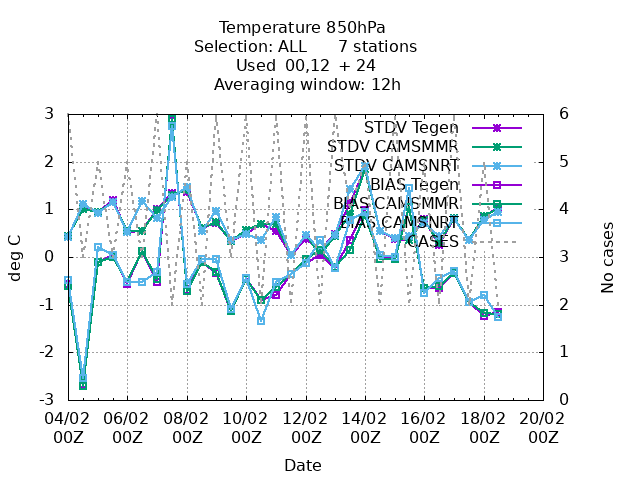 Temperature 850hPa
Selection: ALL 7 stations
Used 00,12 + 24
Averaging window: 12h
3 6
STDV Tegen
STDV CAMSMMR
2 5
STDV CAMSNRT
BIAS Tegen
BIAS CAMSMMR
1 4
BIAS CAMSNRT
CASES
deg C
No cases
0 3
-1 2
-2 1
-3 0
04/02 06/02 08/02 10/02 12/02 14/02 16/02 18/02 20/02
00Z 00Z 00Z 00Z 00Z 00Z 00Z 00Z 00Z
Date